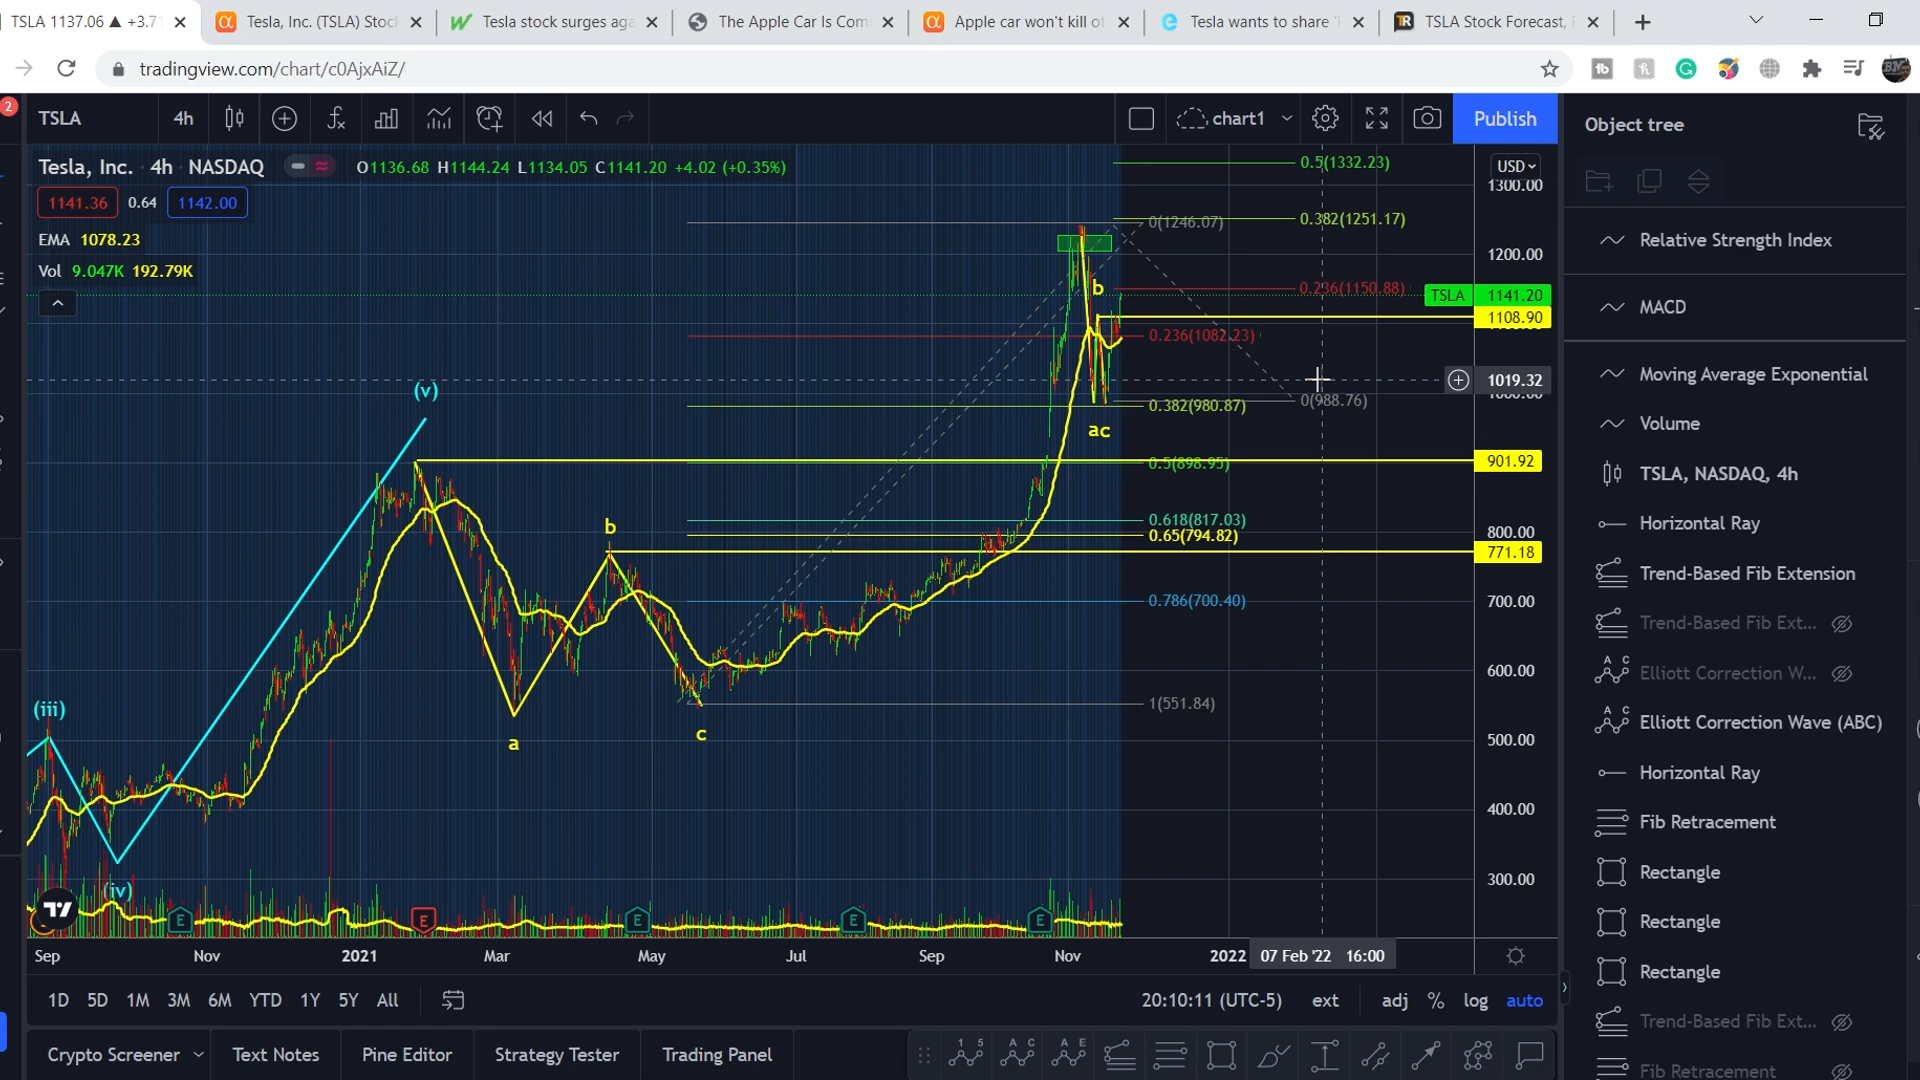 TSLA 1137.06 ▲ +3.7
Tesla, Inc. (TSLA) Stock
Tesla stock surges aga
The Apple Car Is Com
Apple car won't kill ot
Tesla wants to share
TSLA Stock Forecast,
tradingview.com/chart/c0AjxAiZ/
2
TSLA
4h
chart1
Publish
Object tree
Tesla, Inc. 4h NASDAQ
O1136.68 H1144.24 L1134.05 C1141.20 +4.02 (+0.35%)
1141.36 0.64 1142.00
EMA 1078.23
Vol 9.047K 192.79K
0.5(1332.23)
USD
1300.00
0(1246.07)
0.382(1251.17)
1200.00
b
0.236(1150.88)
TSLA 1141.20
1108.90
0.236(1082.23)
1019.32
0(988.76)
0.382(980.87)
ac
(v)
901.92
0.5(898.95)
0.618(817.03)
0.65(794.82)
800.00
b
771.18
0.786(700.40)
700.00
600.00
1(551.84)
(iii)
a
c
500.00
400.00
300.00
(iv)
E
E
E
E
E
Sep
Nov
2021
Mar
May
Jul
Sep
Nov
2022
07 Feb '22 16:00
Relative Strength Index
MACD
Moving Average Exponential
Volume
TSLA, NASDAQ, 4h
Horizontal Ray
Trend-Based Fib Extension
Trend-Based Fib Ext...
Elliott Correction W...
Elliott Correction Wave (ABC)
Horizontal Ray
Fib Retracement
Rectangle
Rectangle
Rectangle
Trend-Based Fib Ext...
Fib Retracement
1D 5D 1M 3M 6M YTD 1Y 5Y All
20:10:11 (UTC-5) ext adj % log auto
Crypto Screener
Text Notes
Pine Editor
Strategy Tester
Trading Panel